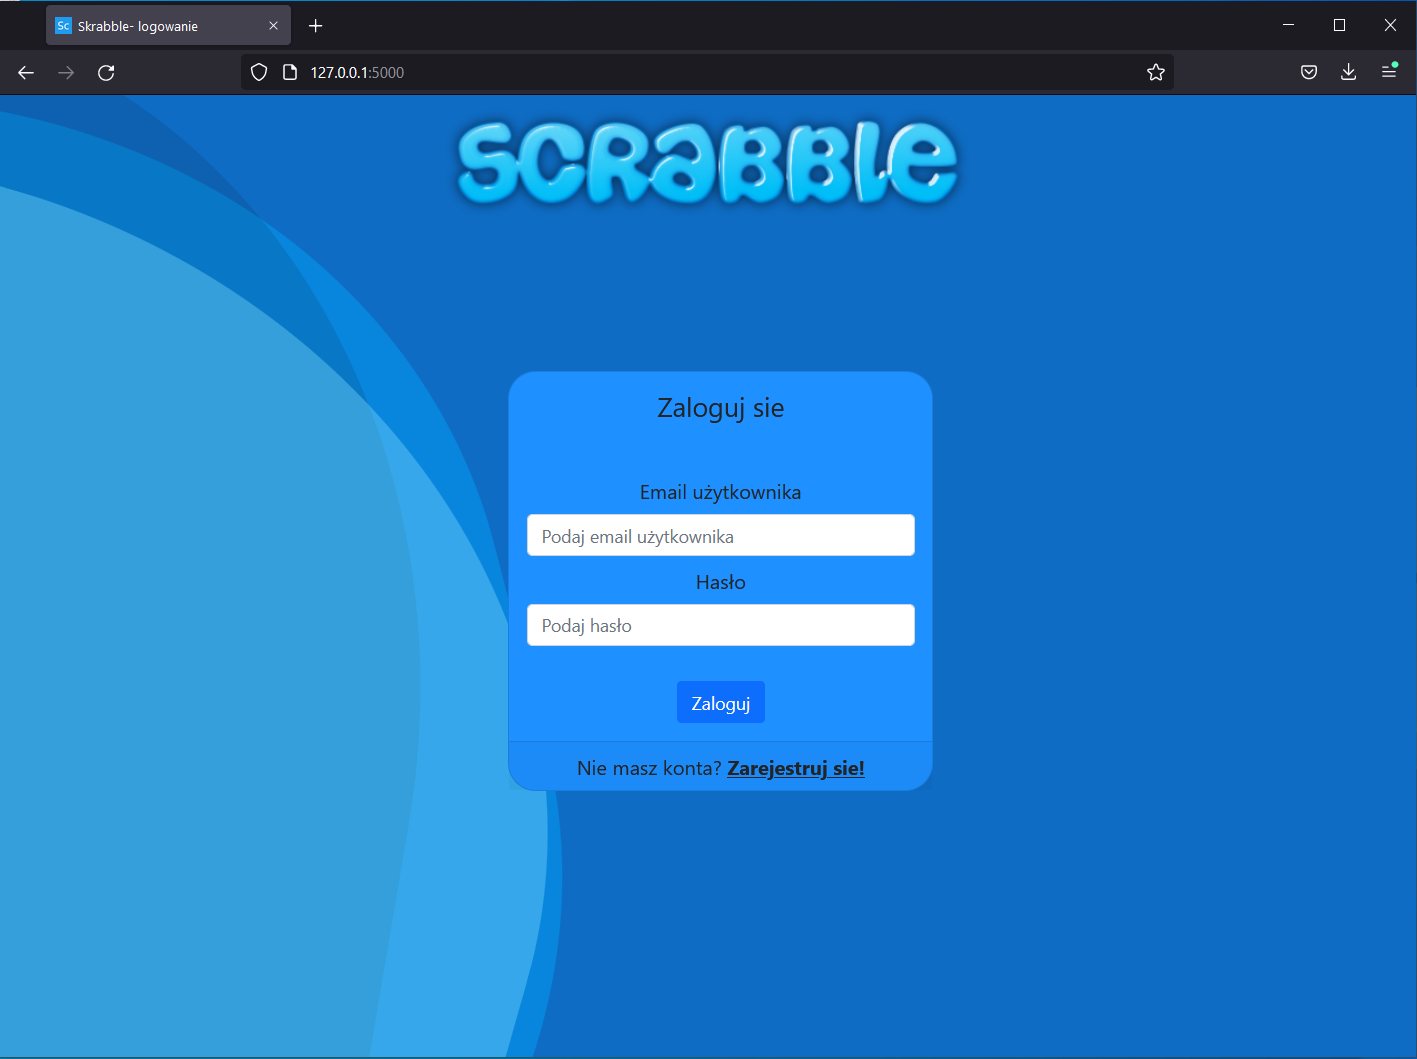 Sc Skrabble- logowanie
127.0.0.1:5000
SCRABBLE
Zaloguj sie
Email użytkownika
Podaj email użytkownika
Hasło
Podaj hasło
Zaloguj
Nie masz konta? Zarejestruj sie!